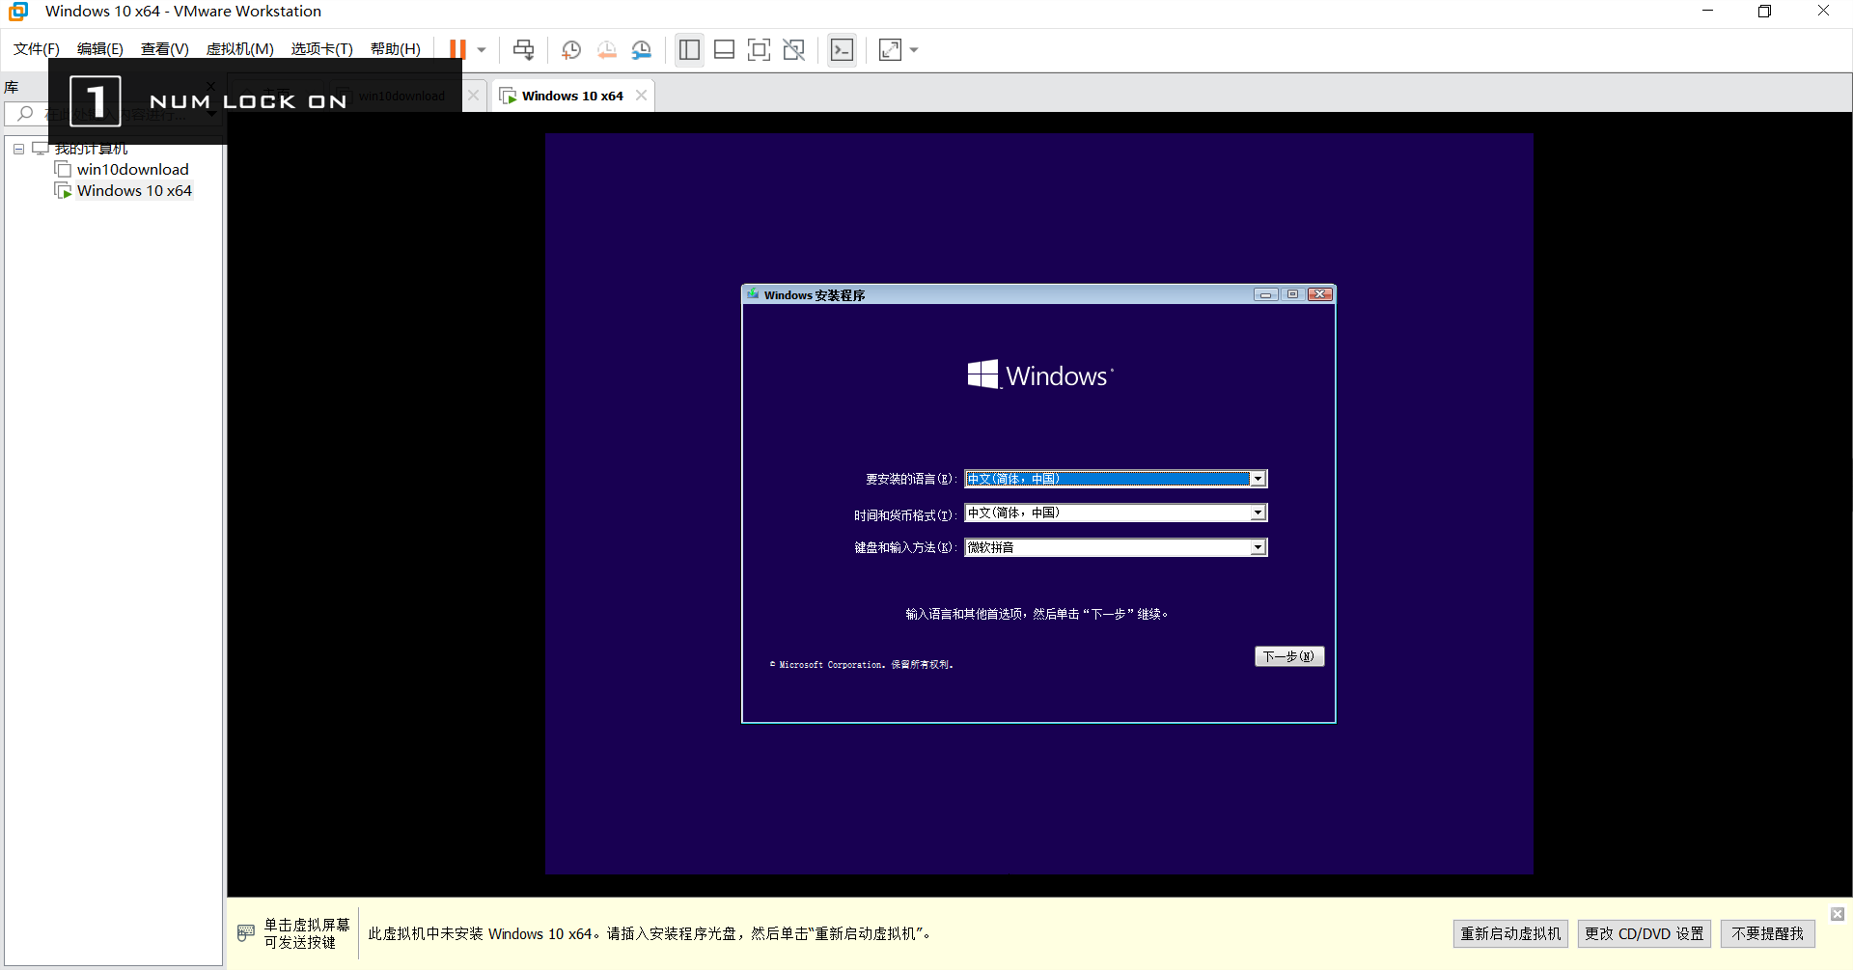 Windows 10 x64 - VMware Workstation
文件(F) 编辑(E) 查看(V) 虚拟机(M) 选项卡(T) 帮助(H)
库
1 NUM LOCK ON
win10download
Windows 10 x64
我的计算机
win10download
Windows 10 x64
Windows 安装程序
Windows
要安装的语言(E): 中文(简体，中国)
时间和货币格式(T): 中文(简体，中国)
键盘和输入方法(K): 微软拼音
输入语言和其他首选项，然后单击“下一步”继续。
© Microsoft Corporation。保留所有权利。
下一步(N)
单击虚拟屏幕
可发送按键
此虚拟机中未安装 Windows 10 x64。请插入安装程序光盘，然后单击“重新启动虚拟机”。
重新启动虚拟机 更改 CD/DVD 设置 不要提醒我